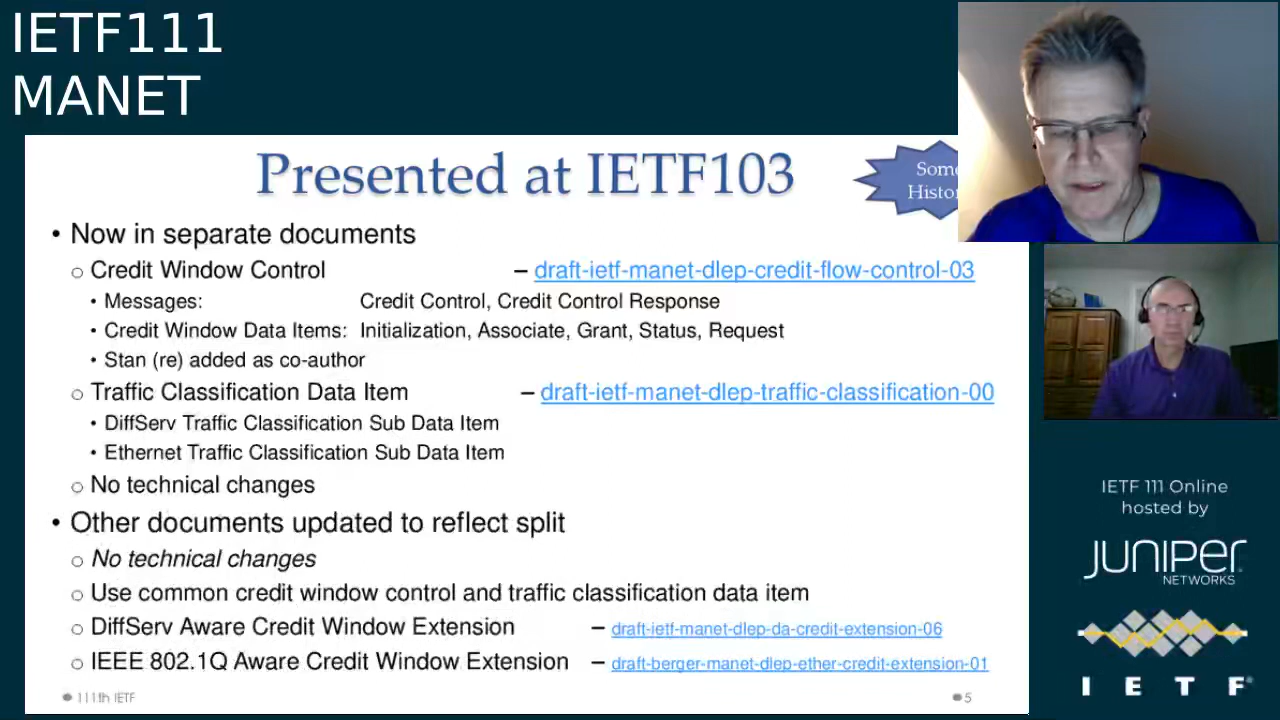 IETF111
MANET
Presented at IETF103
• Now in separate documents
o Credit Window Control – draft-ietf-manet-dlep-credit-flow-control-03
• Messages: Credit Control, Credit Control Response
• Credit Window Data Items: Initialization, Associate, Grant, Status, Request
• Stan (re) added as co-author
o Traffic Classification Data Item – draft-ietf-manet-dlep-traffic-classification-00
• DiffServ Traffic Classification Sub Data Item
• Ethernet Traffic Classification Sub Data Item
o No technical changes
• Other documents updated to reflect split
o No technical changes
o Use common credit window control and traffic classification data item
o DiffServ Aware Credit Window Extension – draft-ietf-manet-dlep-da-credit-extension-06
o IEEE 802.1Q Aware Credit Window Extension – draft-berger-manet-dlep-ether-credit-extension-01
111th IETF
5
IETF 111 Online
hosted by
JUNIPER
NETWORKS
I E T F